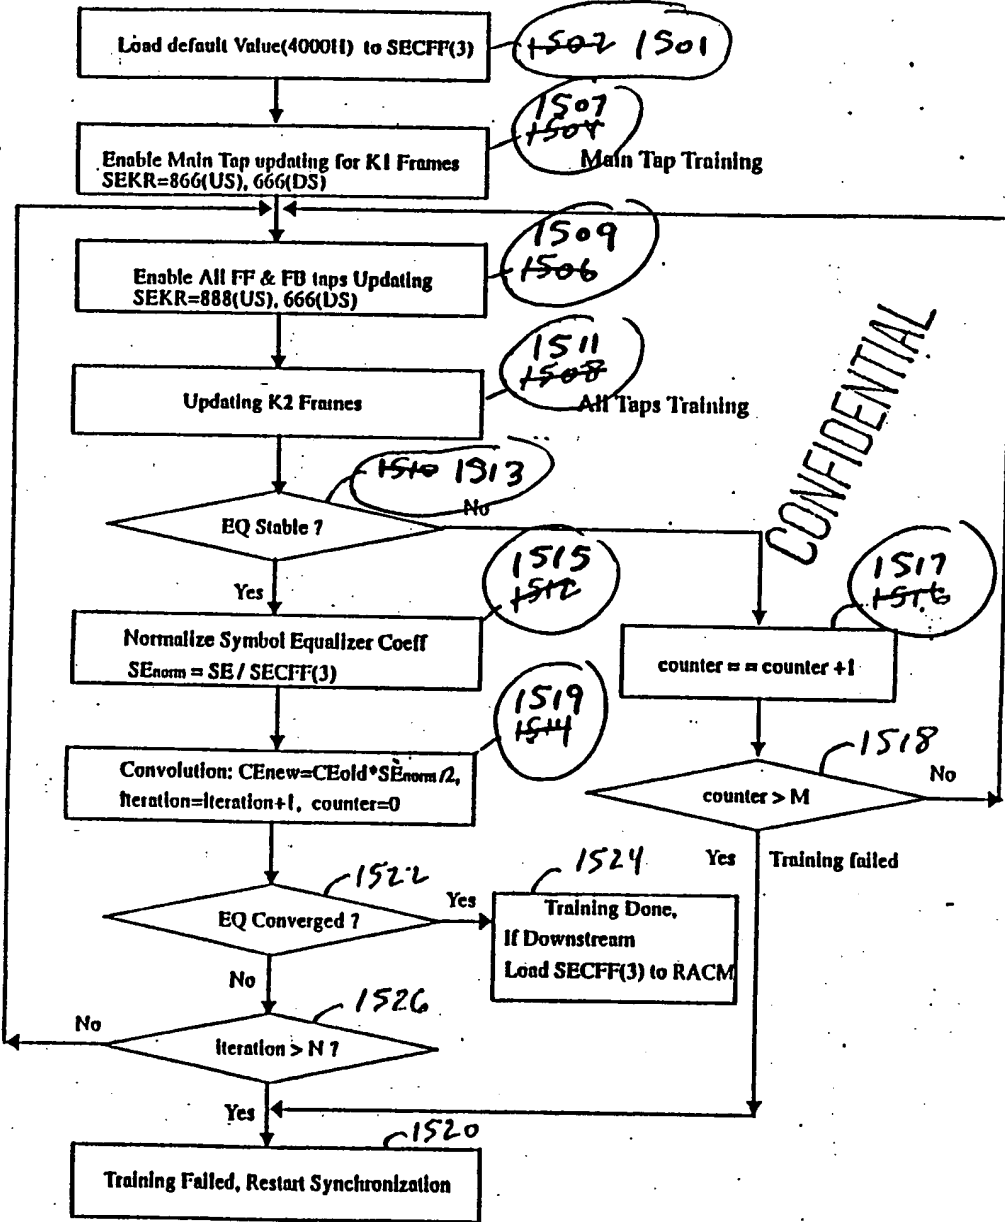 Load default Value(4000H) to SECFF(3)
1502 1501
1507
1504
Enable Main Tap updating for K1 Frames
SEKR=866(US), 666(DS)
Main Tap Training
1509
1506
Enable All FF & FB taps Updating
SEKR=888(US), 666(DS)
1511
1508
Updating K2 Frames
All Taps Training
CONFIDENTIAL
1510 1513
EQ Stable ?
No
Yes
1515
1512
1517
1516
Normalize Symbol Equalizer Coeff
SEnorm = SE / SECFF(3)
counter = = counter +1
1519
1514
Convolution: CEnew=CEold*SEnorm/2,
iteration=iteration+1, counter=0
1518
counter > M
No
Yes
Training failed
1522
EQ Converged ?
Yes
1524
Training Done,
If Downstream
Load SECFF(3) to RACM
No
1526
iteration > N ?
No
Yes
1520
Training Failed, Restart Synchronization